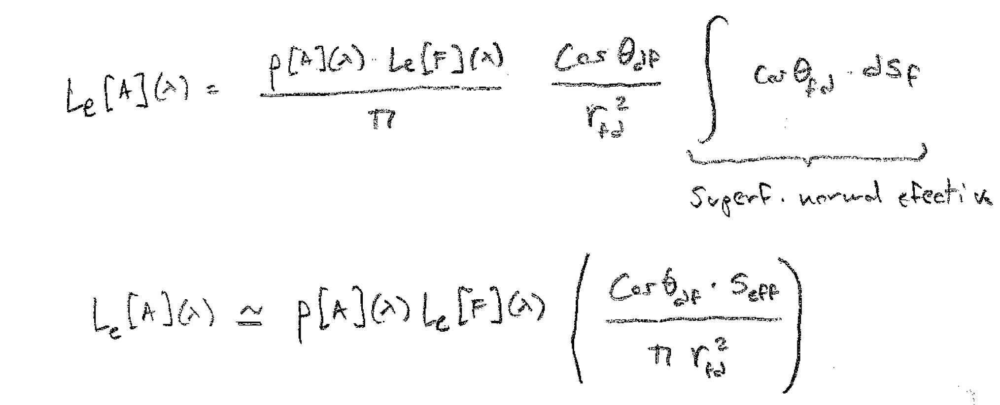 Le[A](λ) = ρ[A](λ) · Le[F](λ) / π cos θdF / rfd² ∫ cos θfd · dSF
Superf. normal efectiva
Le[A](λ) ≃ ρ[A](λ) Le[F](λ) ( cos θdF · Seff / π rfd² )